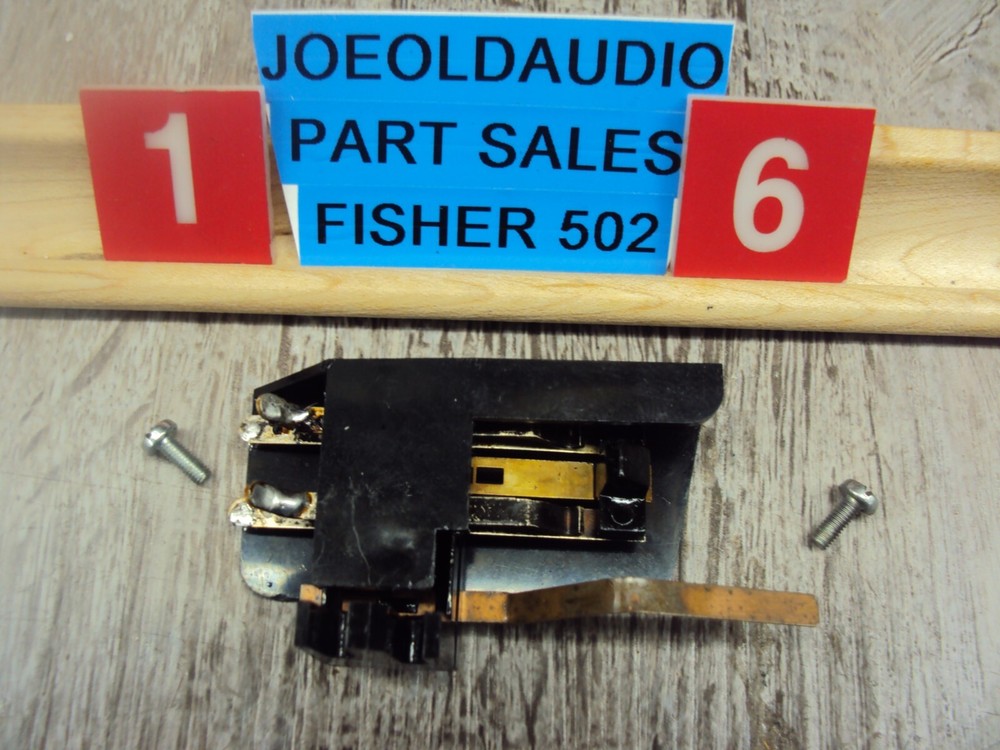 JOEOLDAUDIO
PART SALES
FISHER 502
1
6